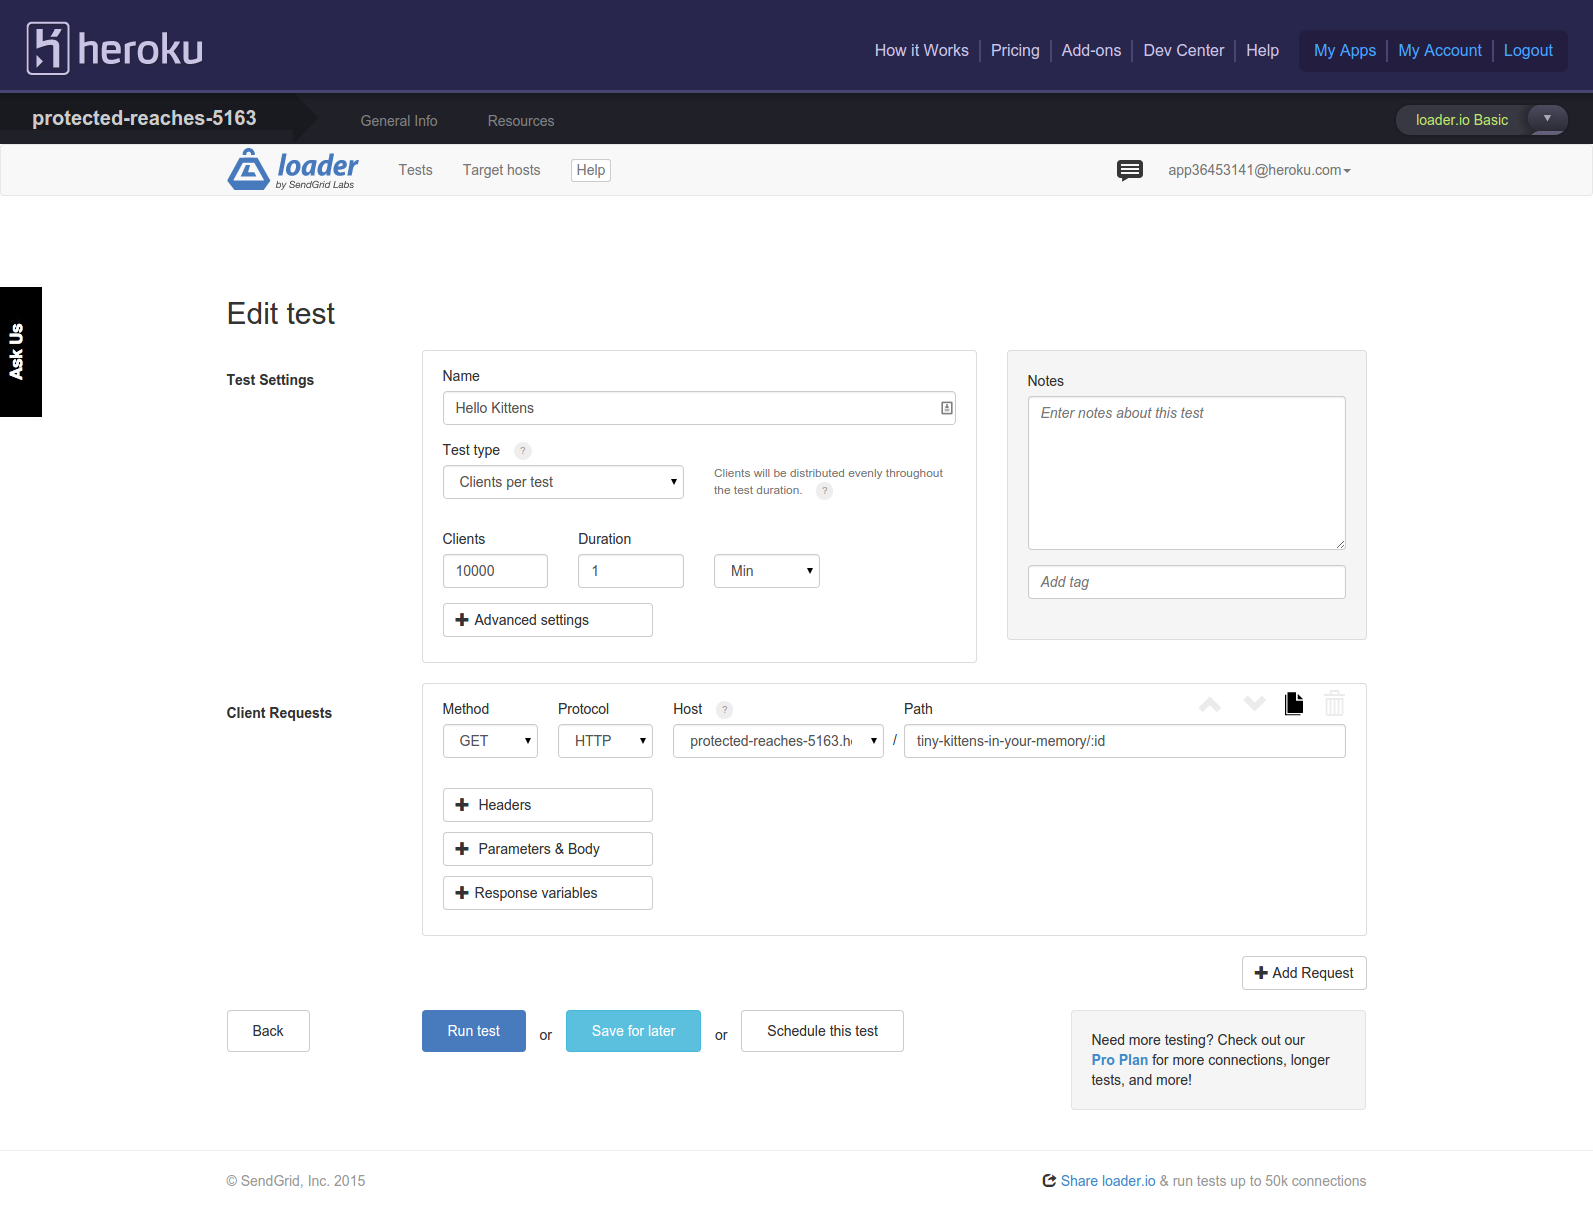 heroku
How it Works
Pricing
Add-ons
Dev Center
Help
My Apps
My Account
Logout
protected-reaches-5163
General Info
Resources
loader.io Basic
loader
by SendGrid Labs
Tests
Target hosts
Help
app36453141@heroku.com
Ask Us
Edit test
Test Settings
Name
Hello Kittens
Test type ?
Clients per test
Clients will be distributed evenly throughout
the test duration. ?
Clients
Duration
10000
1
Min
Advanced settings
Notes
Enter notes about this test
Add tag
Client Requests
Method
Protocol
Host ?
Path
GET
HTTP
protected-reaches-5163.h
/
tiny-kittens-in-your-memory/:id
Headers
Parameters & Body
Response variables
Add Request
Back
Run test
or
Save for later
or
Schedule this test
Need more testing? Check out our
Pro Plan for more connections, longer
tests, and more!
© SendGrid, Inc. 2015
Share loader.io & run tests up to 50k connections